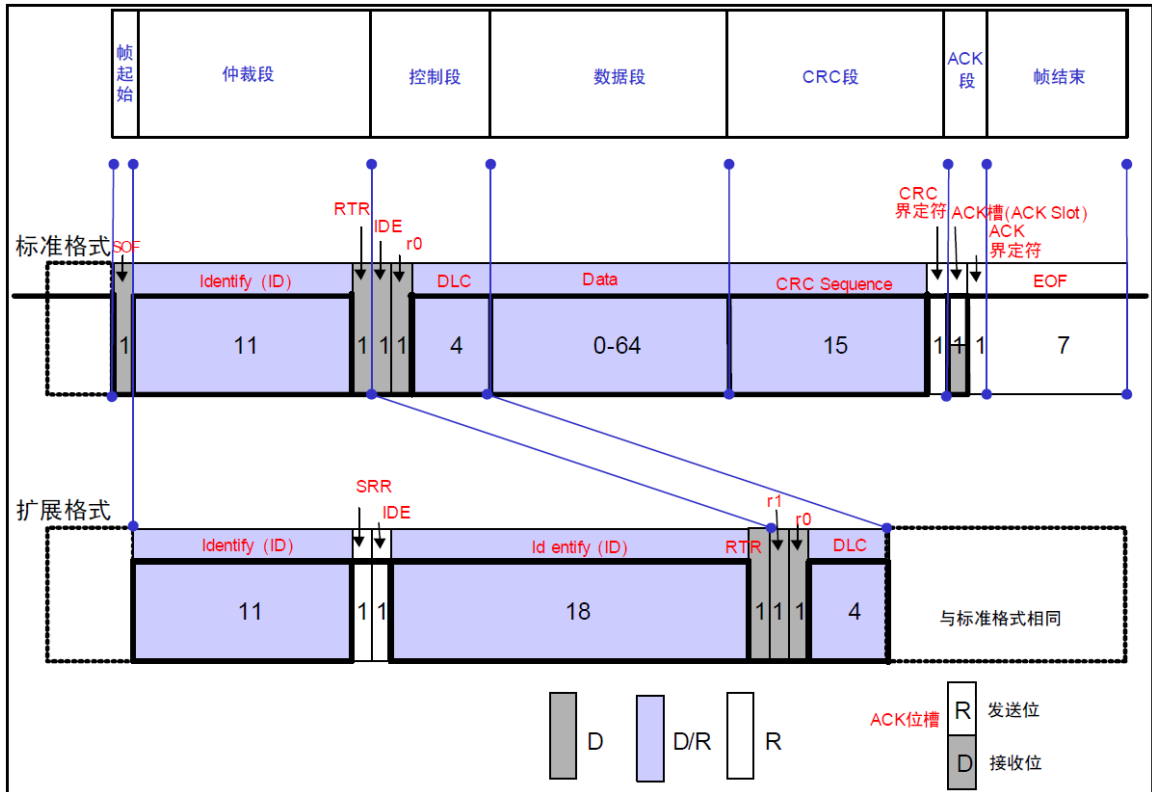 帧起始
仲裁段
控制段
数据段
CRC段
ACK段
帧结束
标准格式
SOF
RTR
IDE
r0
CRC
界定符
ACK槽(ACK Slot)
ACK
界定符
Identify (ID)
DLC
Data
CRC Sequence
EOF
1
11
1
1
1
4
0-64
15
1
1
1
7
扩展格式
SRR
IDE
r1
r0
Identify (ID)
Id entify (ID)
RTR
DLC
11
1
1
18
1
1
1
4
与标准格式相同
D
D/R
R
ACK位槽
R
发送位
D
接收位